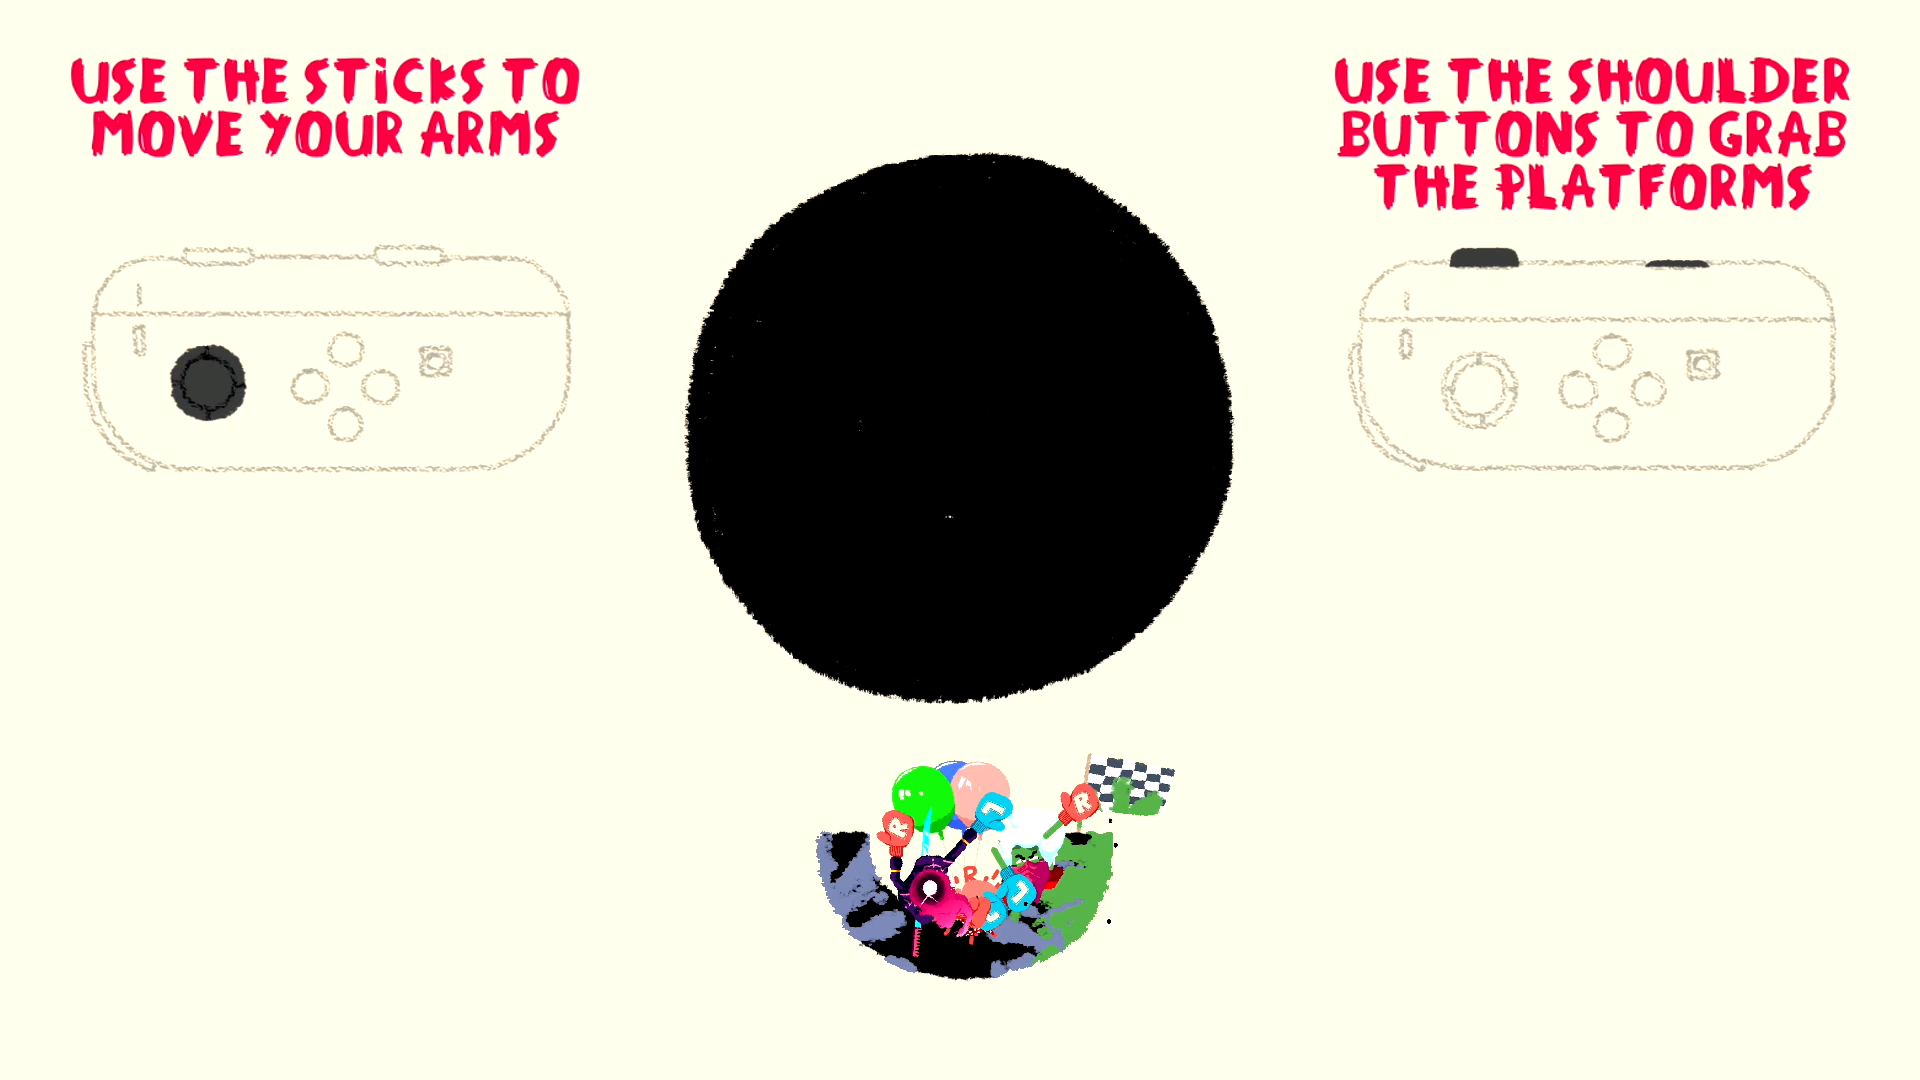 USE THE STICKS TO
MOVE YOUR ARMS
USE THE SHOULDER
BUTTONS TO GRAB
THE PLATFORMS
R
L
R
R
L
L